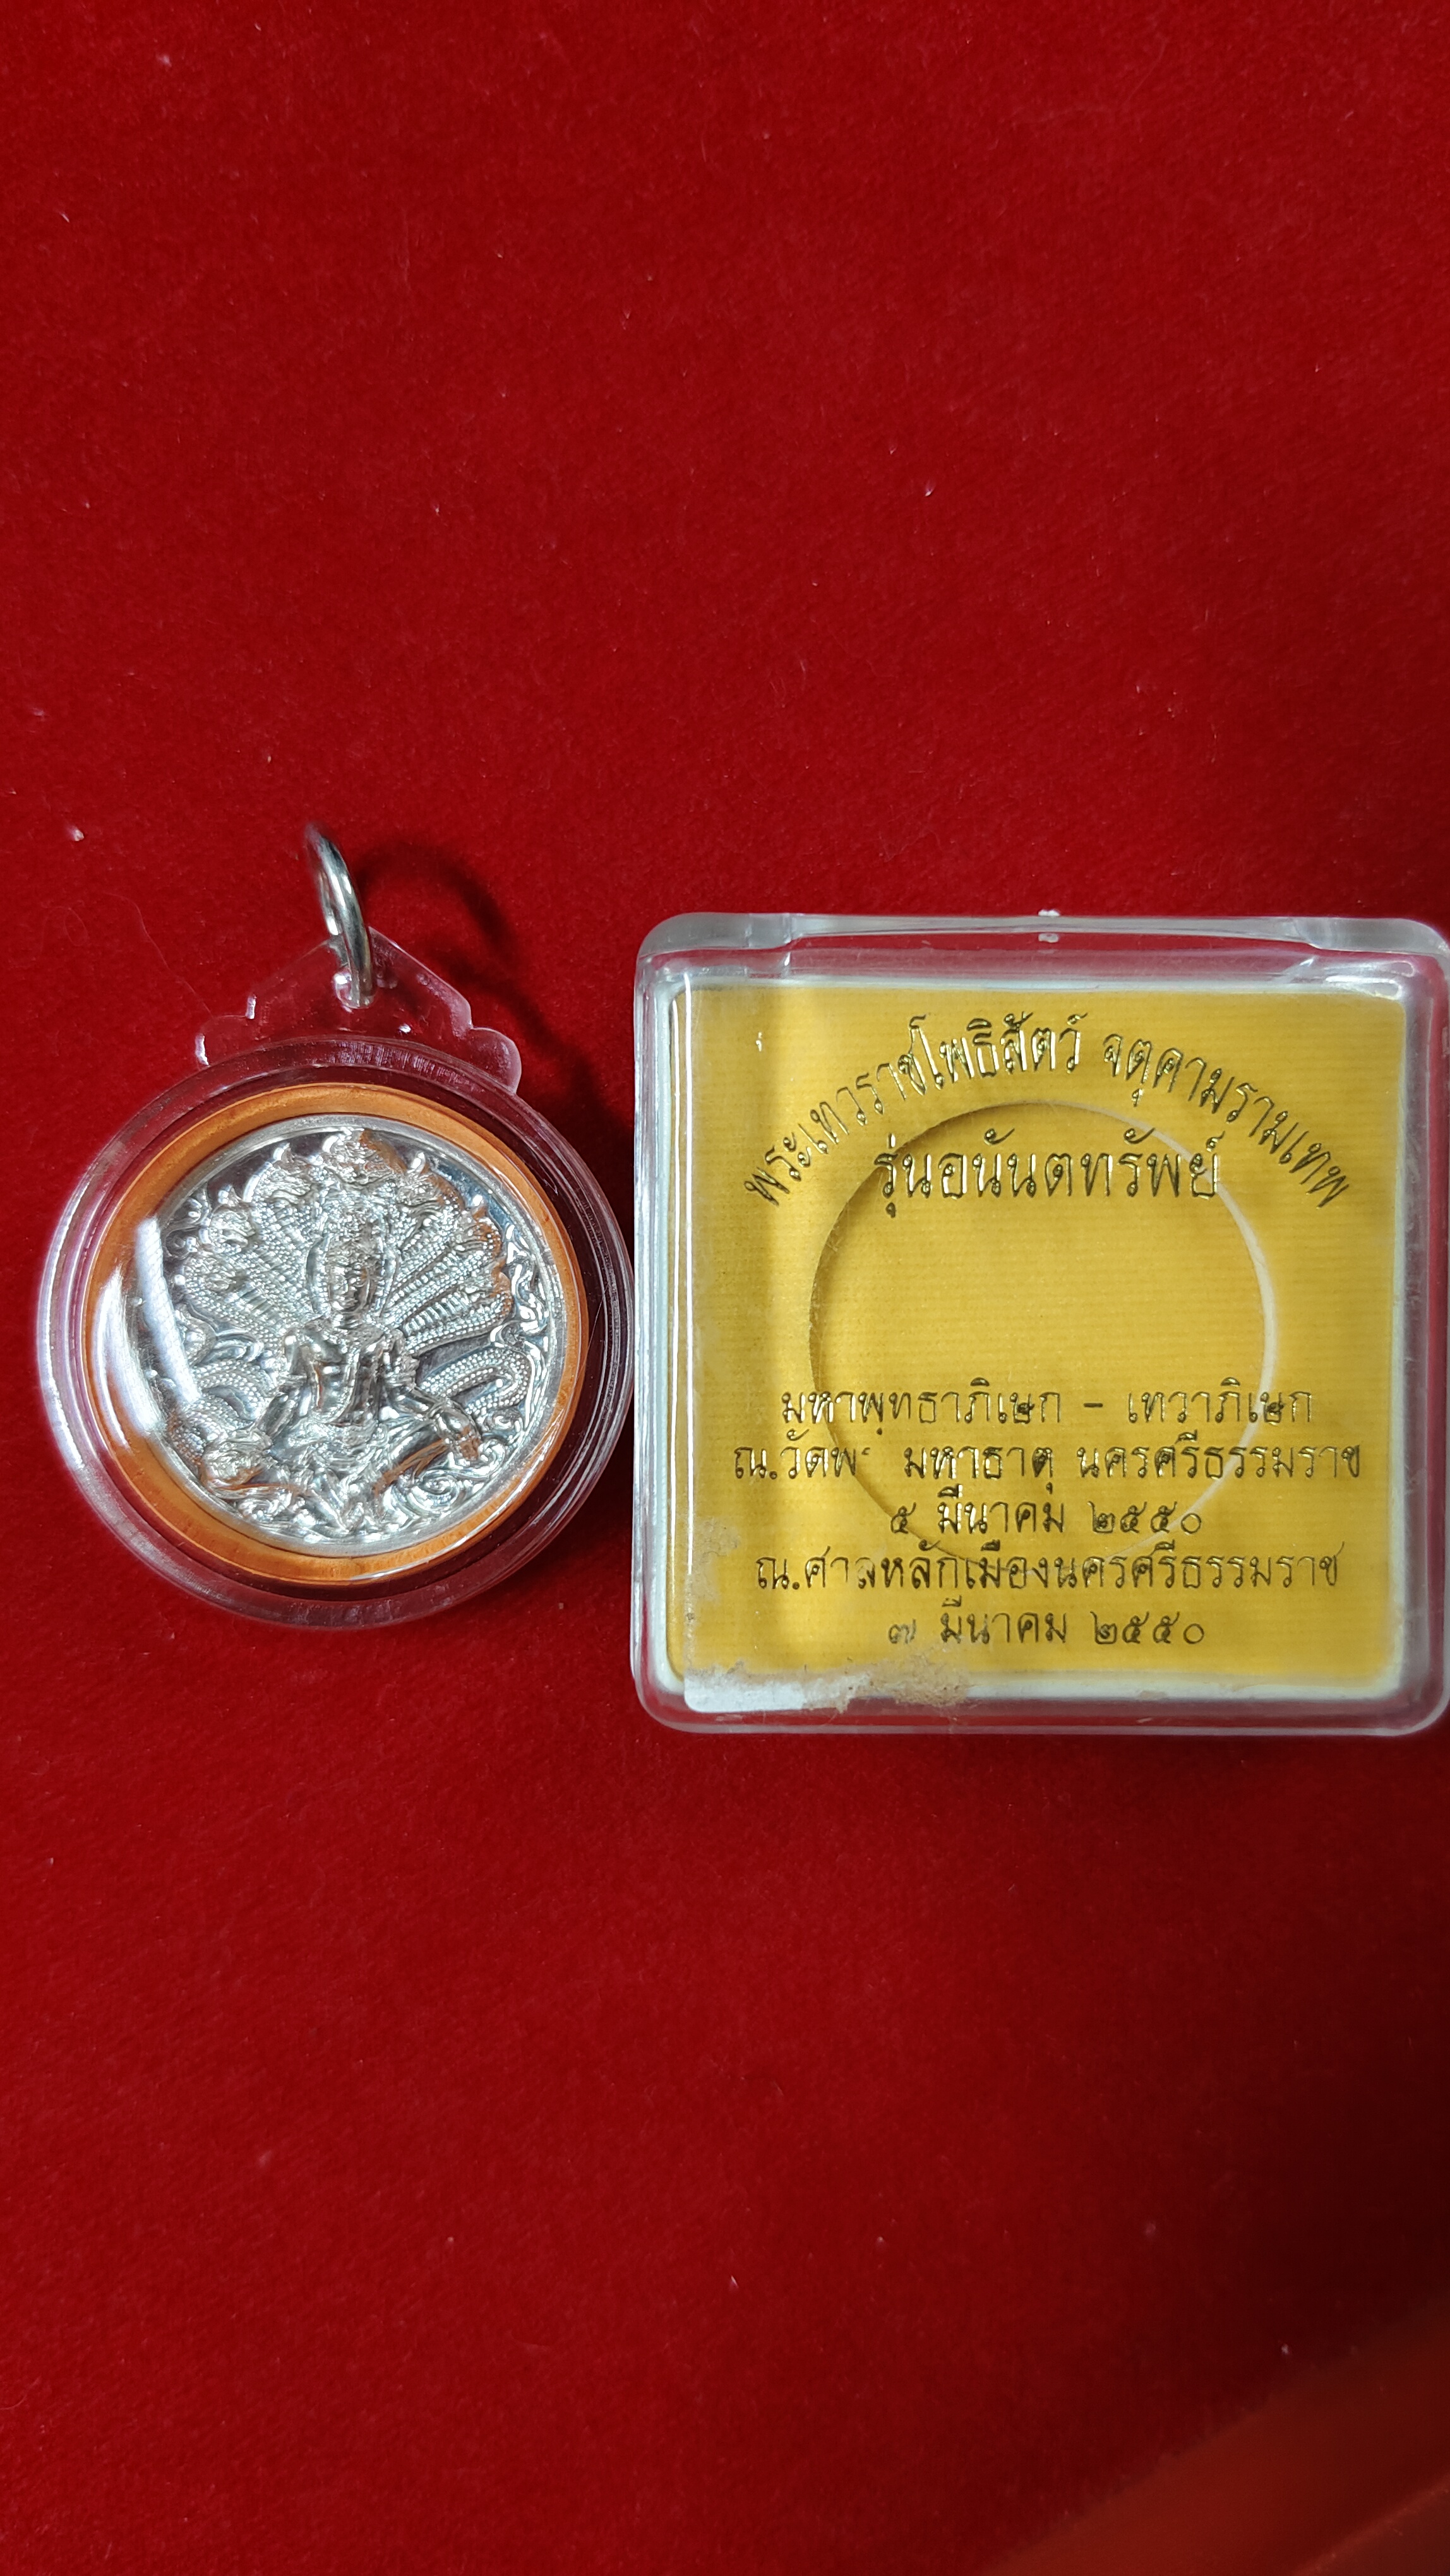 พระเทวราชโพธิสัตว์ จตุคามรามเทพ
รุ่นอนันตทรัพย์
มหาพุทธาภิเษก - เทวาภิเษก
ณ.วัดพ มหาธาตุ นครศรีธรรมราช
๕ มีนาคม ๒๕๕๐
ณ.ศาลหลักเมืองนครศรีธรรมราช
๗ มีนาคม ๒๕๕๐